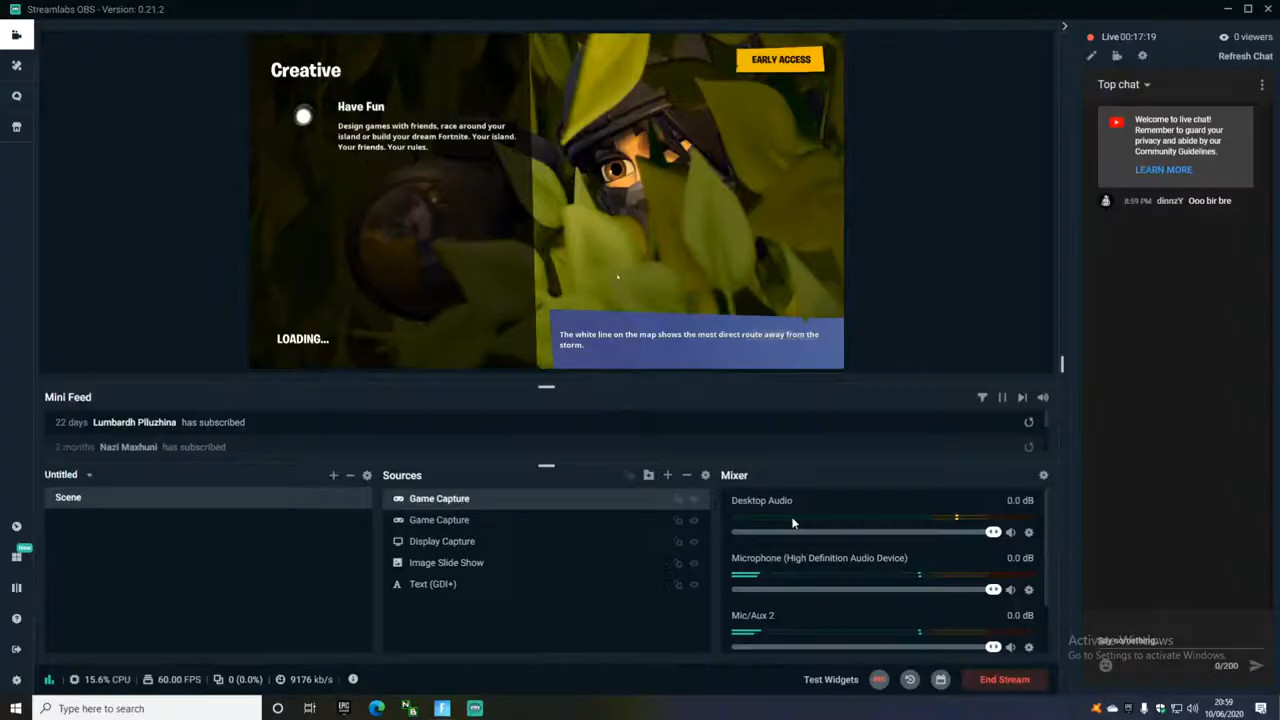 Streamlabs OBS - Version: 0.21.2
Live 00:17:19
0 viewers
Refresh Chat
Creative
EARLY ACCESS
Have Fun
Design games with friends, race around your
island or build your dream Fortnite. Your island.
Your friends. Your rules.
LOADING...
The white line on the map shows the most direct route away from the
storm.
Top chat
Welcome to live chat!
Remember to guard your
privacy and abide by our
Community Guidelines.
LEARN MORE
8:59 PM dinnzY Ooo bir bre
Mini Feed
22 days Lumbardh Plluzhina has subscribed
2 months Nazi Maxhuni has subscribed
Untitled
Scene
Sources
Game Capture
Game Capture
Display Capture
Image Slide Show
Text (GDI+)
Mixer
Desktop Audio 0.0 dB
Microphone (High Definition Audio Device) 0.0 dB
Mic/Aux 2 0.0 dB
Say something...
Activate Windows
Go to Settings to activate Windows.
0/200
New
15.6% CPU
60.00 FPS
0 (0.0%)
9176 kb/s
Test Widgets
REC
End Stream
Type here to search
20:59
10/06/2020